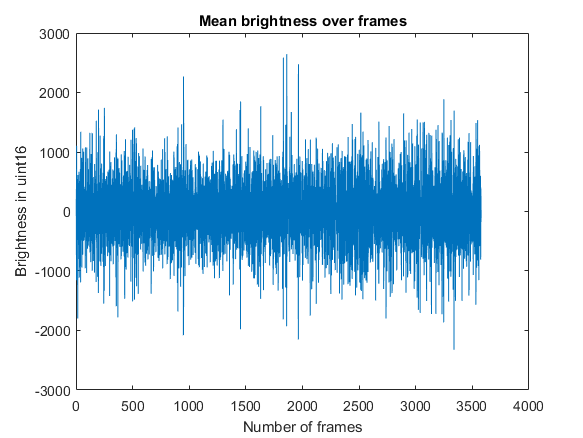 Mean brightness over frames
3000
2000
1000
0
-1000
-2000
-3000
Brightness in uint16
0 500 1000 1500 2000 2500 3000 3500 4000
Number of frames